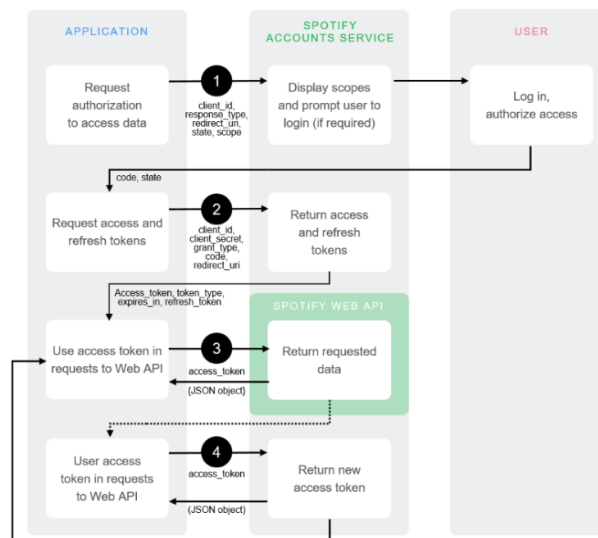 APPLICATION
SPOTIFY
ACCOUNTS SERVICE
USER
Request
authorization
to access data
1
client_id,
response_type,
redirect_uri,
state, scope
Display scopes
and prompt user to
login (if required)
Log in,
authorize access
code, state
Request access and
refresh tokens
2
client_id,
client_secret,
grant_type,
code,
redirect_uri
Return access
and refresh
tokens
Access_token, token_type,
expires_in, refresh_token
SPOTIFY WEB API
Use access token in
requests to Web API
3
access_token
{JSON object}
Return requested
data
User access
token in requests
to Web API
4
access_token
(JSON object)
Return new
access token